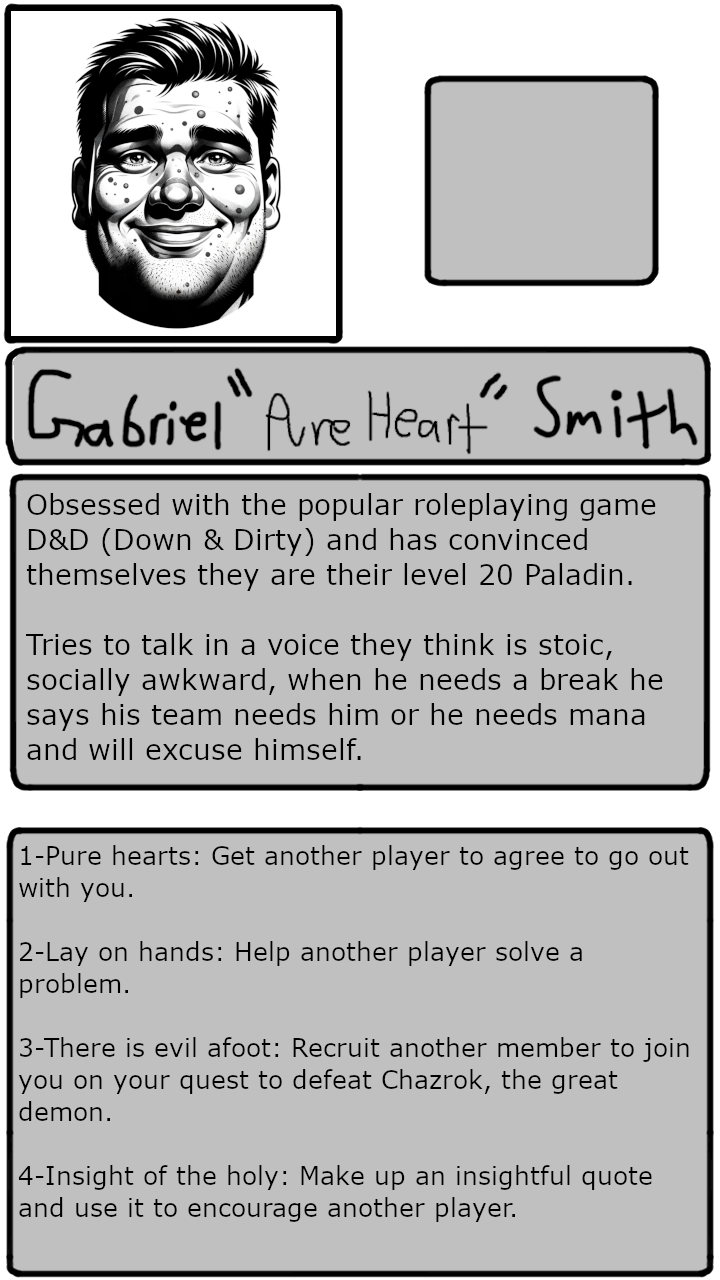 Gabriel "Pure Heart" Smith
Obsessed with the popular roleplaying game
D&D (Down & Dirty) and has convinced
themselves they are their level 20 Paladin.
Tries to talk in a voice they think is stoic,
socially awkward, when he needs a break he
says his team needs him or he needs mana
and will excuse himself.
1-Pure hearts: Get another player to agree to go out
with you.
2-Lay on hands: Help another player solve a
problem.
3-There is evil afoot: Recruit another member to join
you on your quest to defeat Chazrok, the great
demon.
4-Insight of the holy: Make up an insightful quote
and use it to encourage another player.